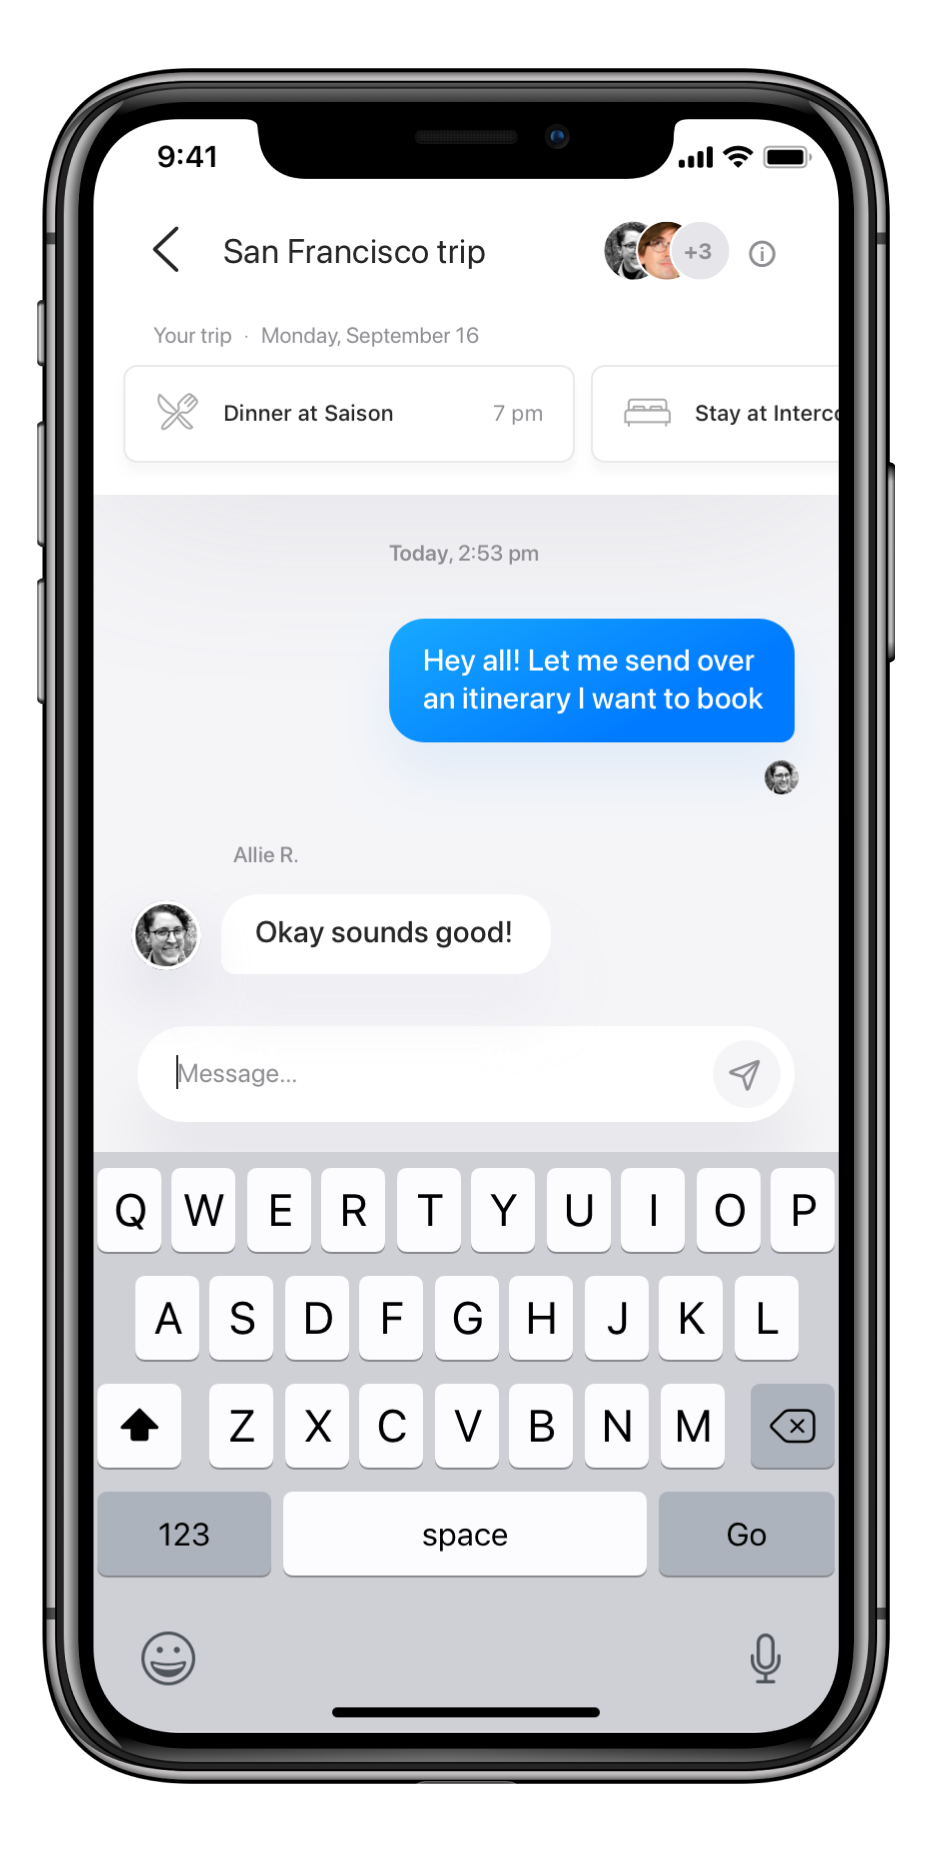 9:41
San Francisco trip
+3
Your trip · Monday, September 16
Dinner at Saison 7 pm
Stay at Interco
Today, 2:53 pm
Hey all! Let me send over
an itinerary I want to book
Allie R.
Okay sounds good!
Message...
Q W E R T Y U I O P
A S D F G H J K L
Z X C V B N M
123 space Go